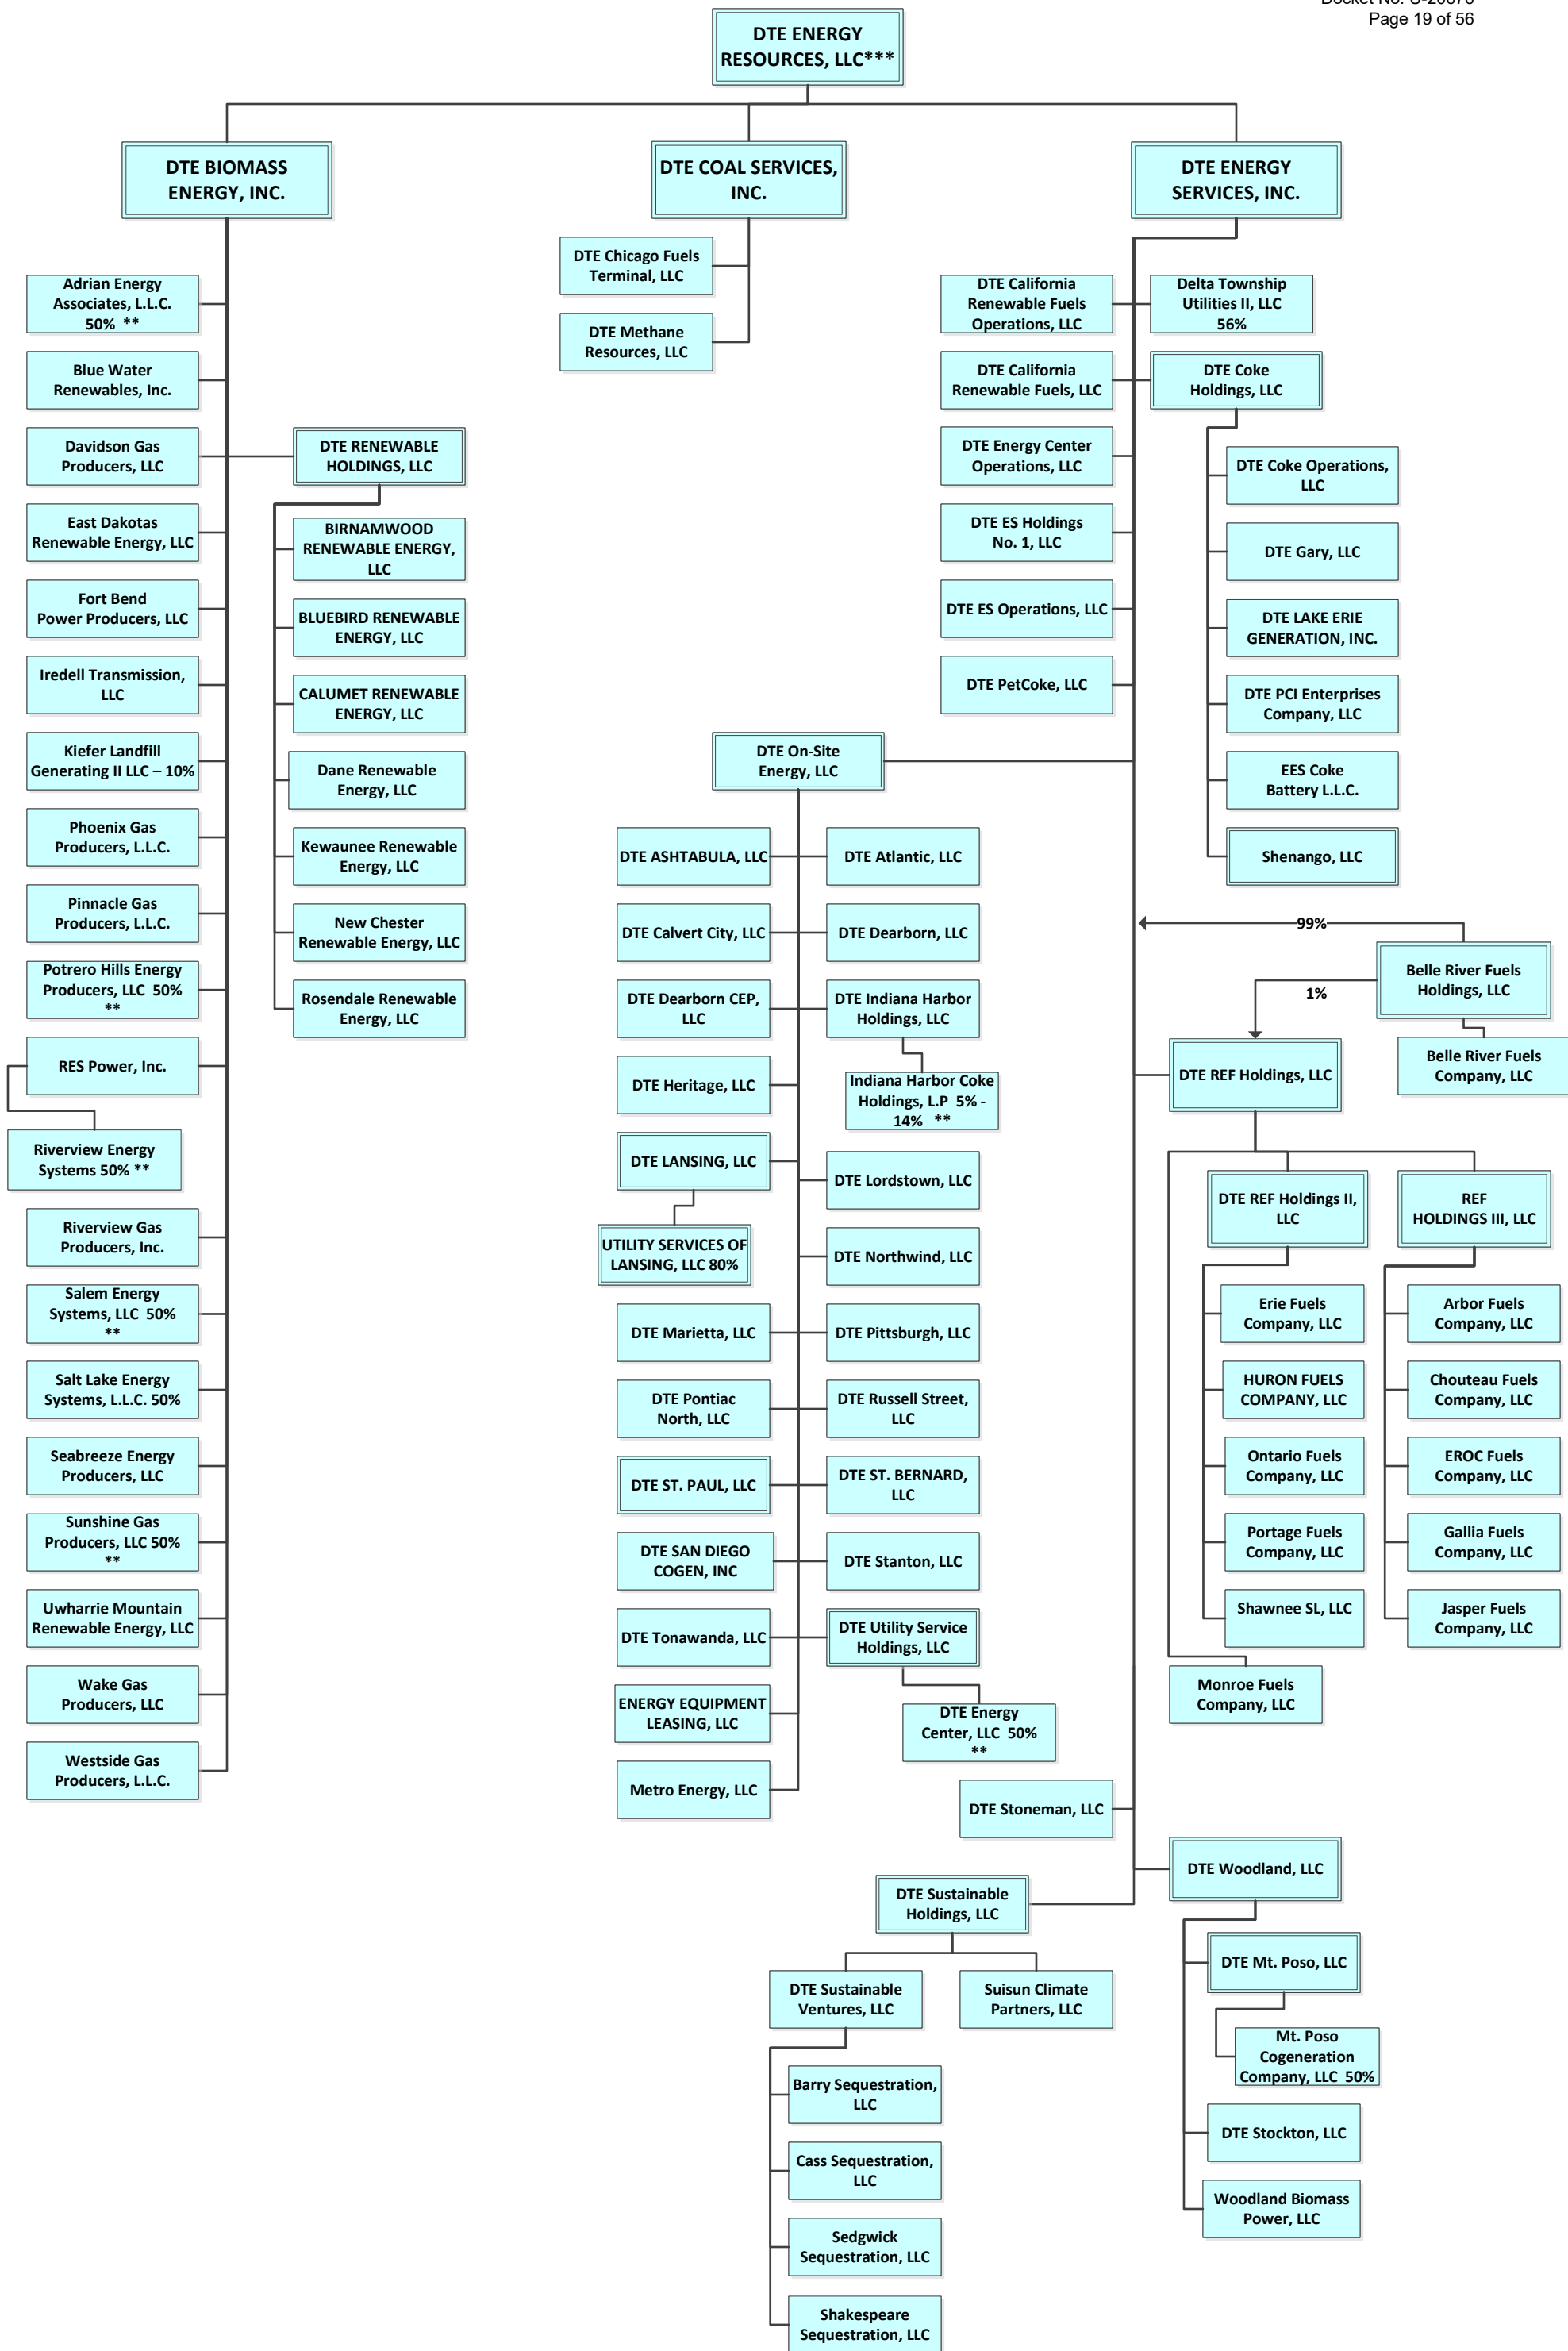 Page 19 of 56
DTE ENERGY
RESOURCES, LLC***
DTE BIOMASS
ENERGY, INC.
DTE COAL SERVICES,
INC.
DTE ENERGY
SERVICES, INC.
Adrian Energy
Associates, L.L.C.
50% **
Blue Water
Renewables, Inc.
Davidson Gas
Producers, LLC
East Dakotas
Renewable Energy, LLC
Fort Bend
Power Producers, LLC
Iredell Transmission,
LLC
Kiefer Landfill
Generating II LLC – 10%
Phoenix Gas
Producers, L.L.C.
Pinnacle Gas
Producers, L.L.C.
Potrero Hills Energy
Producers, LLC 50%
**
RES Power, Inc.
Riverview Energy
Systems 50% **
Riverview Gas
Producers, Inc.
Salem Energy
Systems, LLC 50%
**
Salt Lake Energy
Systems, L.L.C. 50%
Seabreeze Energy
Producers, LLC
Sunshine Gas
Producers, LLC 50%
**
Uwharrie Mountain
Renewable Energy, LLC
Wake Gas
Producers, LLC
Westside Gas
Producers, L.L.C.
DTE RENEWABLE
HOLDINGS, LLC
BIRNAMWOOD
RENEWABLE ENERGY,
LLC
BLUEBIRD RENEWABLE
ENERGY, LLC
CALUMET RENEWABLE
ENERGY, LLC
Dane Renewable
Energy, LLC
Kewaunee Renewable
Energy, LLC
New Chester
Renewable Energy, LLC
Rosendale Renewable
Energy, LLC
DTE Chicago Fuels
Terminal, LLC
DTE Methane
Resources, LLC
DTE California
Renewable Fuels
Operations, LLC
Delta Township
Utilities II, LLC
56%
DTE California
Renewable Fuels, LLC
DTE Coke
Holdings, LLC
DTE Energy Center
Operations, LLC
DTE ES Holdings
No. 1, LLC
DTE ES Operations, LLC
DTE PetCoke, LLC
DTE Coke Operations,
LLC
DTE Gary, LLC
DTE LAKE ERIE
GENERATION, INC.
DTE PCI Enterprises
Company, LLC
EES Coke
Battery L.L.C.
Shenango, LLC
DTE On-Site
Energy, LLC
DTE ASHTABULA, LLC
DTE Atlantic, LLC
DTE Calvert City, LLC
DTE Dearborn, LLC
DTE Dearborn CEP,
LLC
DTE Indiana Harbor
Holdings, LLC
DTE Heritage, LLC
Indiana Harbor Coke
Holdings, L.P 5% -
14% **
DTE LANSING, LLC
DTE Lordstown, LLC
UTILITY SERVICES OF
LANSING, LLC 80%
DTE Northwind, LLC
DTE Marietta, LLC
DTE Pittsburgh, LLC
DTE Pontiac
North, LLC
DTE Russell Street,
LLC
DTE ST. PAUL, LLC
DTE ST. BERNARD,
LLC
DTE SAN DIEGO
COGEN, INC
DTE Stanton, LLC
DTE Tonawanda, LLC
DTE Utility Service
Holdings, LLC
ENERGY EQUIPMENT
LEASING, LLC
DTE Energy
Center, LLC 50%
**
Metro Energy, LLC
99%
Belle River Fuels
Holdings, LLC
1%
Belle River Fuels
Company, LLC
DTE REF Holdings, LLC
DTE REF Holdings II,
LLC
REF
HOLDINGS III, LLC
Erie Fuels
Company, LLC
HURON FUELS
COMPANY, LLC
Ontario Fuels
Company, LLC
Portage Fuels
Company, LLC
Shawnee SL, LLC
Arbor Fuels
Company, LLC
Chouteau Fuels
Company, LLC
EROC Fuels
Company, LLC
Gallia Fuels
Company, LLC
Jasper Fuels
Company, LLC
Monroe Fuels
Company, LLC
DTE Stoneman, LLC
DTE Woodland, LLC
DTE Sustainable
Holdings, LLC
DTE Mt. Poso, LLC
DTE Sustainable
Ventures, LLC
Suisun Climate
Partners, LLC
Mt. Poso
Cogeneration
Company, LLC 50%
Barry Sequestration,
LLC
DTE Stockton, LLC
Cass Sequestration,
LLC
Woodland Biomass
Power, LLC
Sedgwick
Sequestration, LLC
Shakespeare
Sequestration, LLC